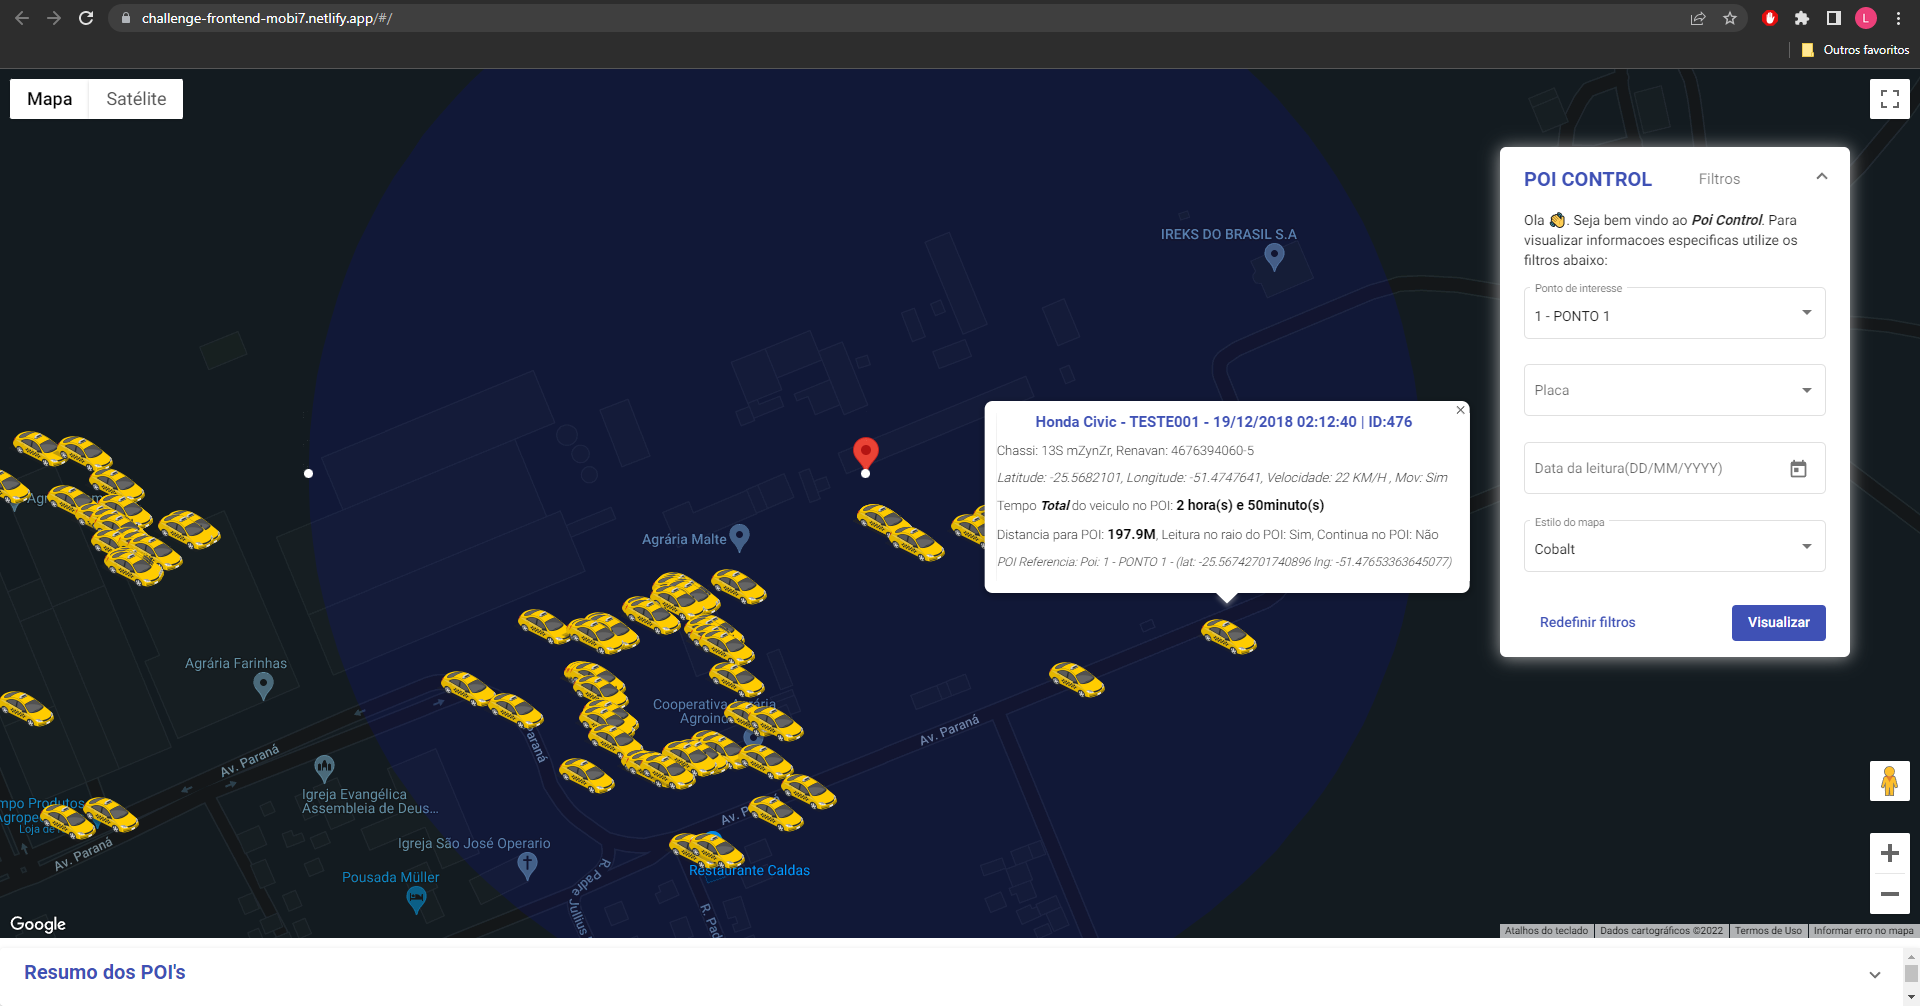 challenge-frontend-mobi7.netlify.app/#/
L
Outros favoritos
Mapa
Satélite
IREKS DO BRASIL S.A
POI CONTROL
Filtros
Ola 👏. Seja bem vindo ao Poi Control. Para
visualizar informacoes especificas utilize os
filtros abaixo:
Ponto de interesse
1 - PONTO 1
Placa
Data da leitura(DD/MM/YYYY)
Estilo do mapa
Cobalt
Redefinir filtros
Visualizar
Honda Civic - TESTE001 - 19/12/2018 02:12:40 | ID:476
Chassi: 13S mZynZr, Renavan: 4676394060-5
Latitude: -25.5682101, Longitude: -51.4747641, Velocidade: 22 KM/H , Mov: Sim
Tempo Total do veiculo no POI: 2 hora(s) e 50minuto(s)
Distancia para POI: 197.9M, Leitura no raio do POI: Sim, Continua no POI: Não
POI Referencia: Poi: 1 - PONTO 1 - (lat: -25.56742701740896 lng: -51.47653363645077)
Agrária Malte
Agrária Farinhas
Cooperativa
Av. Paraná
Av. Paraná
Paraná
Igreja Evangélica
Assembleia de Deus...
Produtos
Loja de
Av. Paraná
Igreja São José Operario
Restaurante Caldas
Pousada Müller
R. Padre
Google
Atalhos do teclado
Dados cartográficos ©2022
Termos de Uso
Informar erro no mapa
Resumo dos POI's